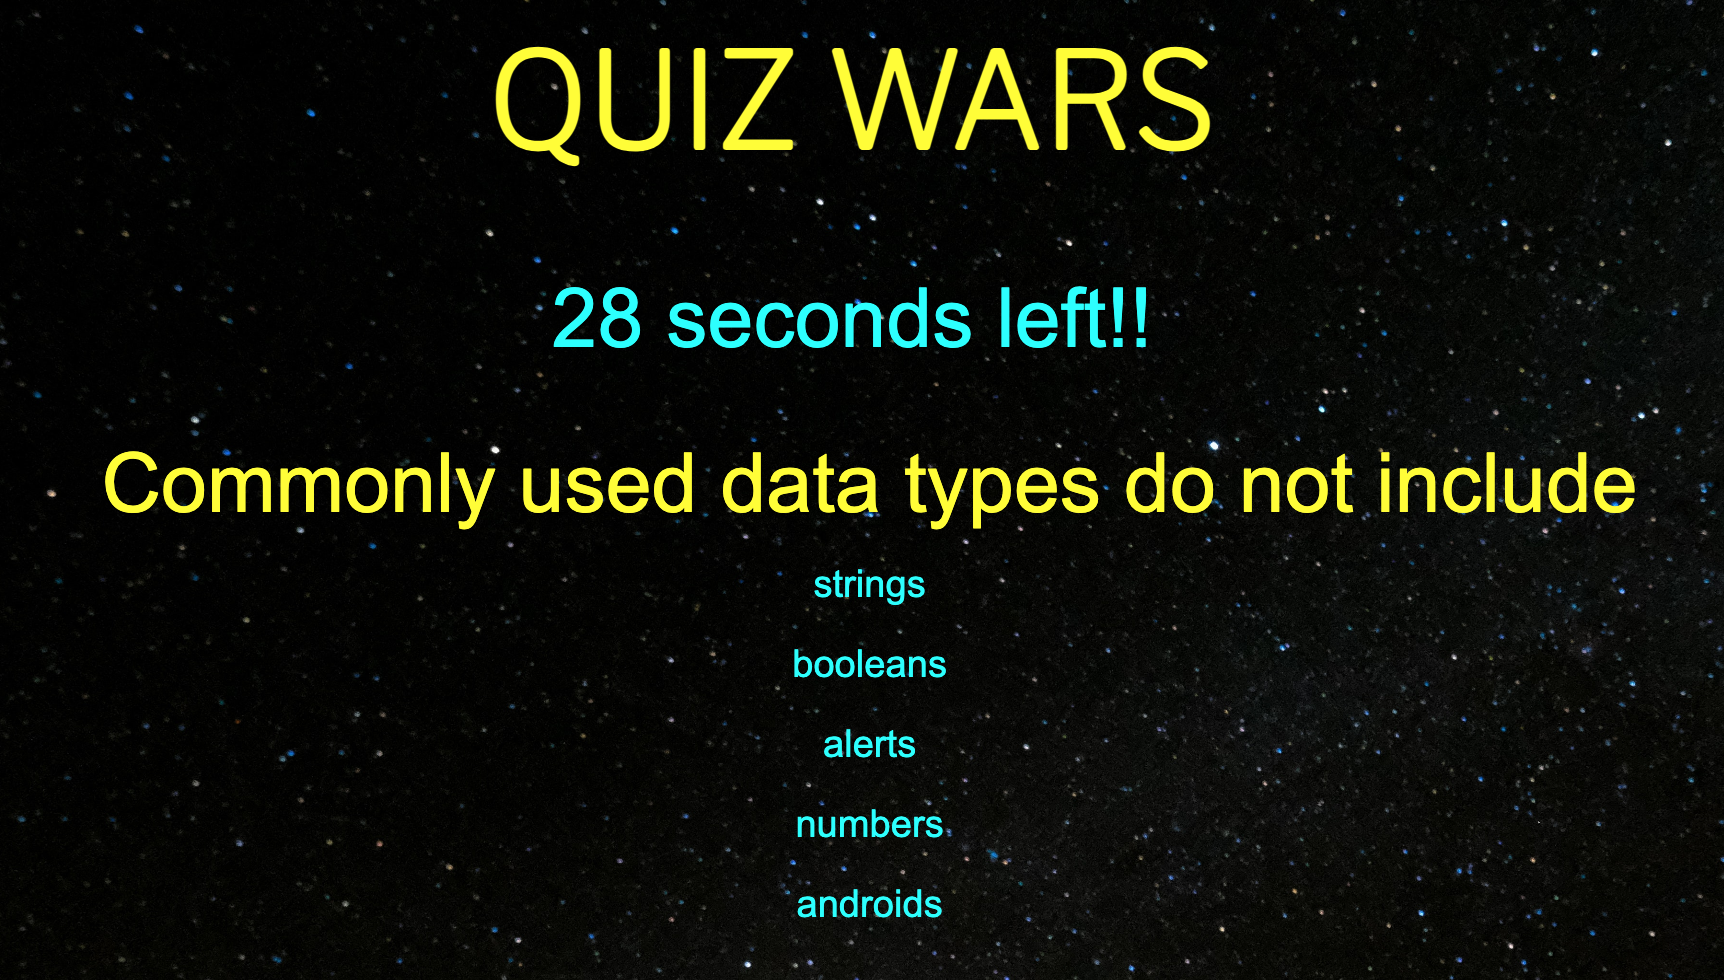 QUIZ WARS
28 seconds left!!
Commonly used data types do not include
strings
booleans
alerts
numbers
androids